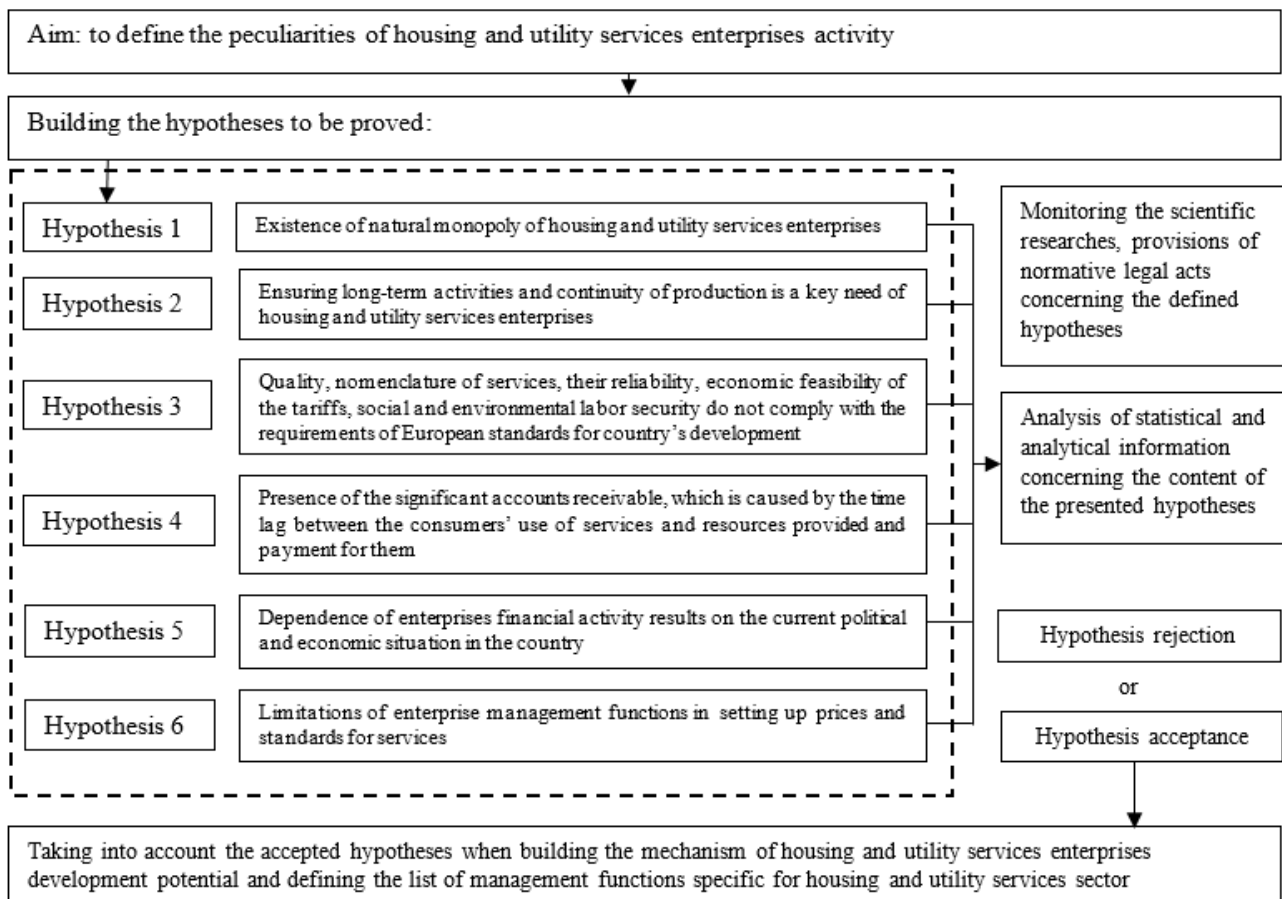 Aim: to define the peculiarities of housing and utility services enterprises activity
Building the hypotheses to be proved:
Hypothesis 1
Existence of natural monopoly of housing and utility services enterprises
Hypothesis 2
Ensuring long-term activities and continuity of production is a key need of
housing and utility services enterprises
Hypothesis 3
Quality, nomenclature of services, their reliability, economic feasibility of
the tariffs, social and environmental labor security do not comply with the
requirements of European standards for country’s development
Hypothesis 4
Presence of the significant accounts receivable, which is caused by the time
lag between the consumers’ use of services and resources provided and
payment for them
Hypothesis 5
Dependence of enterprises financial activity results on the current political
and economic situation in the country
Hypothesis 6
Limitations of enterprise management functions in setting up prices and
standards for services
Monitoring the scientific
researches, provisions of
normative legal acts
concerning the defined
hypotheses
Analysis of statistical and
analytical information
concerning the content of
the presented hypotheses
Hypothesis rejection
or
Hypothesis acceptance
Taking into account the accepted hypotheses when building the mechanism of housing and utility services enterprises
development potential and defining the list of management functions specific for housing and utility services sector